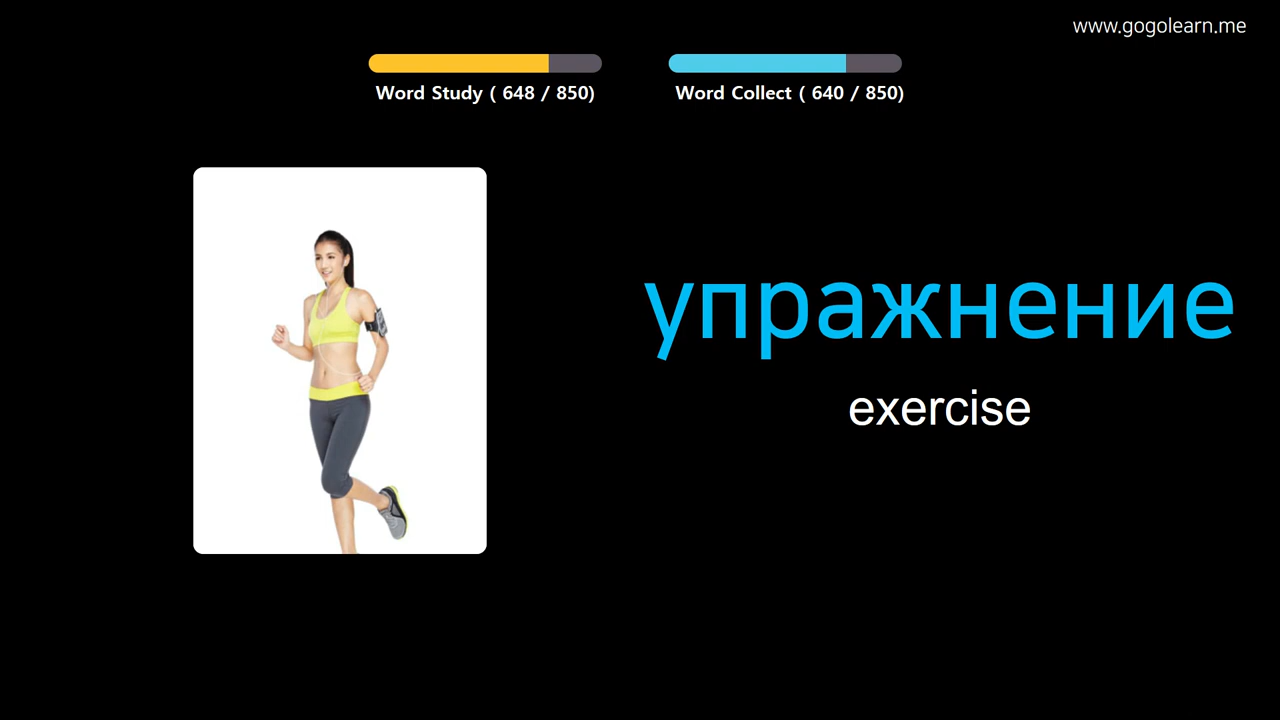 www.gogolearn.me
Word Study ( 648 / 850)
Word Collect ( 640 / 850)
упражнение
exercise